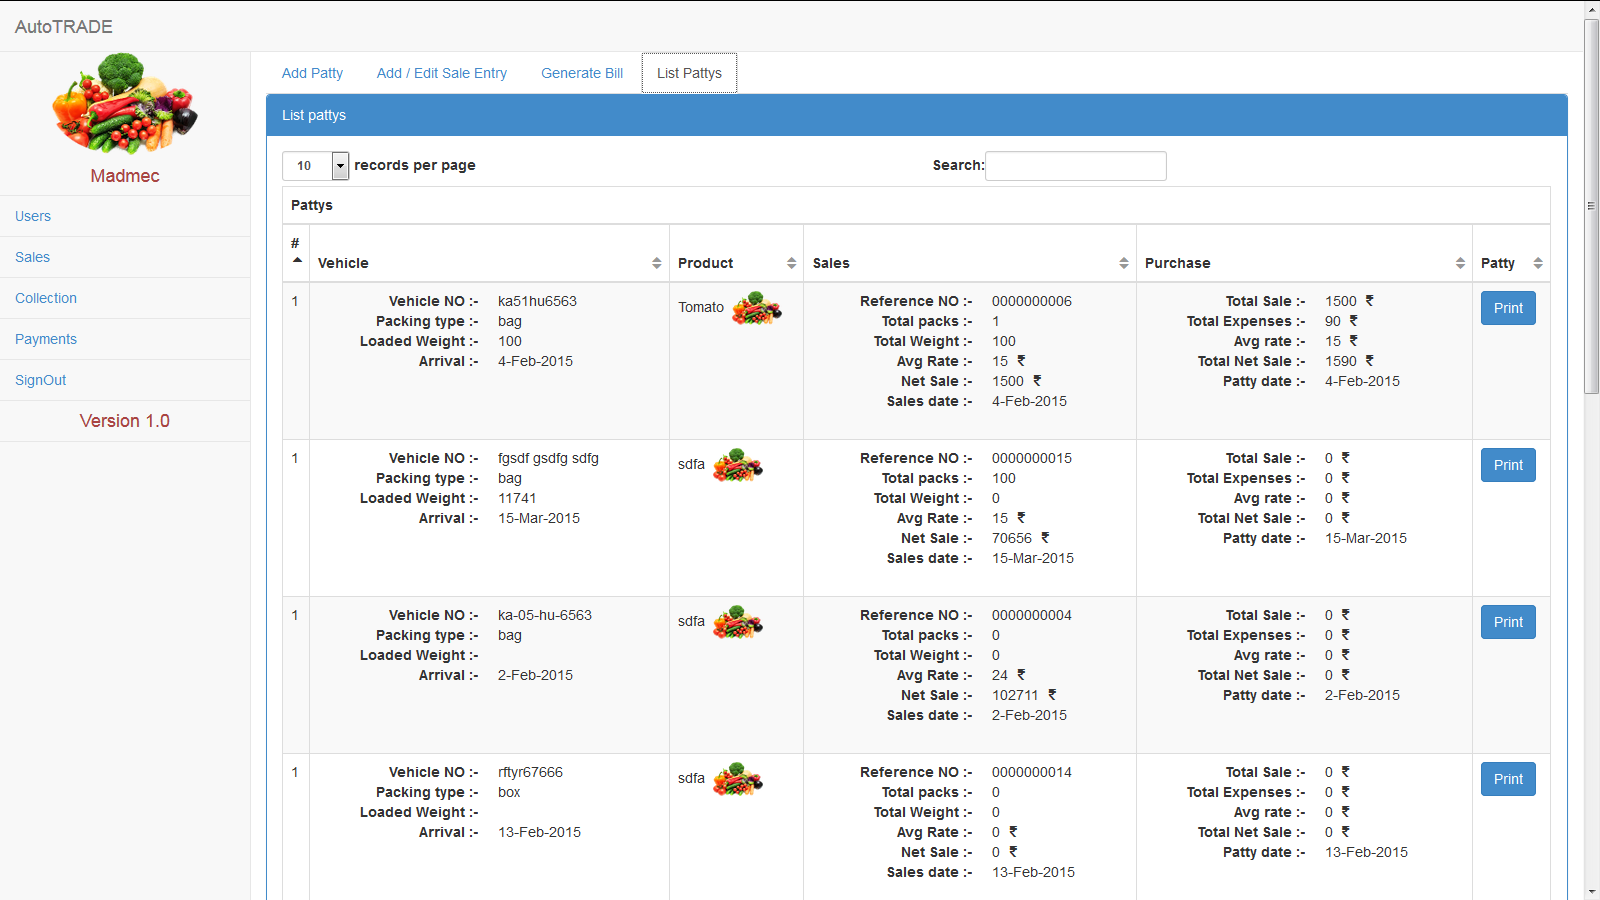 AutoTRADE
Madmec
Users
Sales
Collection
Payments
SignOut
Version 1.0
Add Patty Add / Edit Sale Entry Generate Bill List Pattys
List pattys
10 records per page Search:
Pattys
# Vehicle Product Sales Purchase Patty
1 Vehicle NO :- ka51hu6563 Tomato Reference NO :- 0000000006 Total Sale :- 1500 ₹ Print
Packing type :- bag Total packs :- 1 Total Expenses :- 90 ₹
Loaded Weight :- 100 Total Weight :- 100 Avg rate :- 15 ₹
Arrival :- 4-Feb-2015 Avg Rate :- 15 ₹ Total Net Sale :- 1590 ₹
Net Sale :- 1500 ₹ Patty date :- 4-Feb-2015
Sales date :- 4-Feb-2015
1 Vehicle NO :- fgsdf gsdfg sdfg sdfa Reference NO :- 0000000015 Total Sale :- 0 ₹ Print
Packing type :- bag Total packs :- 100 Total Expenses :- 0 ₹
Loaded Weight :- 11741 Total Weight :- 0 Avg rate :- 0 ₹
Arrival :- 15-Mar-2015 Avg Rate :- 15 ₹ Total Net Sale :- 0 ₹
Net Sale :- 70656 ₹ Patty date :- 15-Mar-2015
Sales date :- 15-Mar-2015
1 Vehicle NO :- ka-05-hu-6563 sdfa Reference NO :- 0000000004 Total Sale :- 0 ₹ Print
Packing type :- bag Total packs :- 0 Total Expenses :- 0 ₹
Loaded Weight :- Total Weight :- 0 Avg rate :- 0 ₹
Arrival :- 2-Feb-2015 Avg Rate :- 24 ₹ Total Net Sale :- 0 ₹
Net Sale :- 102711 ₹ Patty date :- 2-Feb-2015
Sales date :- 2-Feb-2015
1 Vehicle NO :- rftyr67666 sdfa Reference NO :- 0000000014 Total Sale :- 0 ₹ Print
Packing type :- box Total packs :- 0 Total Expenses :- 0 ₹
Loaded Weight :- Total Weight :- 0 Avg rate :- 0 ₹
Arrival :- 13-Feb-2015 Avg Rate :- 0 ₹ Total Net Sale :- 0 ₹
Net Sale :- 0 ₹ Patty date :- 13-Feb-2015
Sales date :- 13-Feb-2015